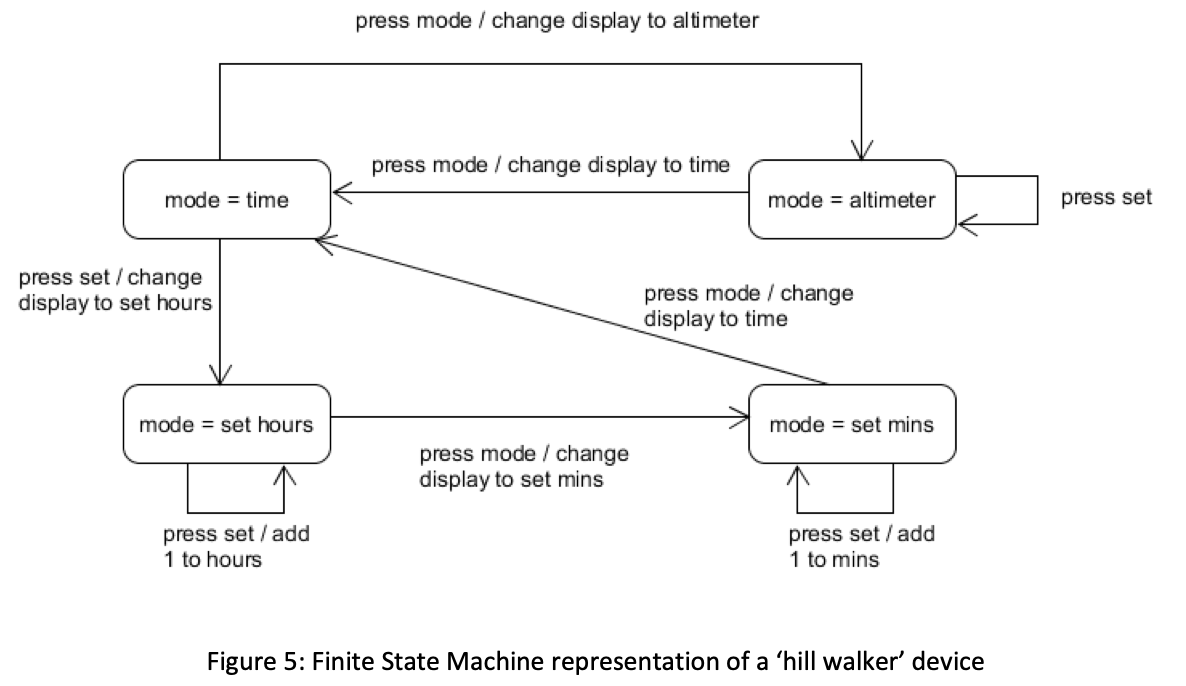 press mode / change display to altimeter
press mode / change display to time
mode = time
mode = altimeter
press set
press set / change
display to set hours
press mode / change
display to time
mode = set hours
mode = set mins
press mode / change
display to set mins
press set / add
1 to hours
press set / add
1 to mins
Figure 5: Finite State Machine representation of a ‘hill walker’ device